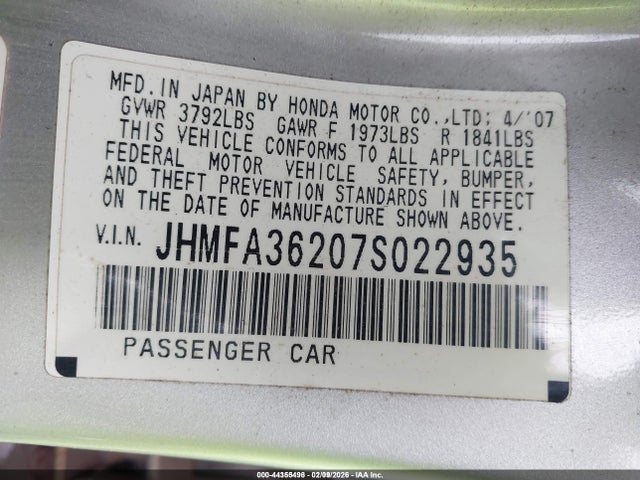 MFD. IN JAPAN BY HONDA MOTOR CO.,LTD; 4/'07
GVWR 3792LBS GAWR F 1973LBS R 1841LBS
THIS VEHICLE CONFORMS TO ALL APPLICABLE
FEDERAL MOTOR VEHICLE SAFETY, BUMPER,
AND THEFT PREVENTION STANDARDS IN EFFECT
ON THE DATE OF MANUFACTURE SHOWN ABOVE.
V.I.N. JHMFA36207S022935
PASSENGER CAR
000-44355498 - 02/09/2026 - IAAI Inc.